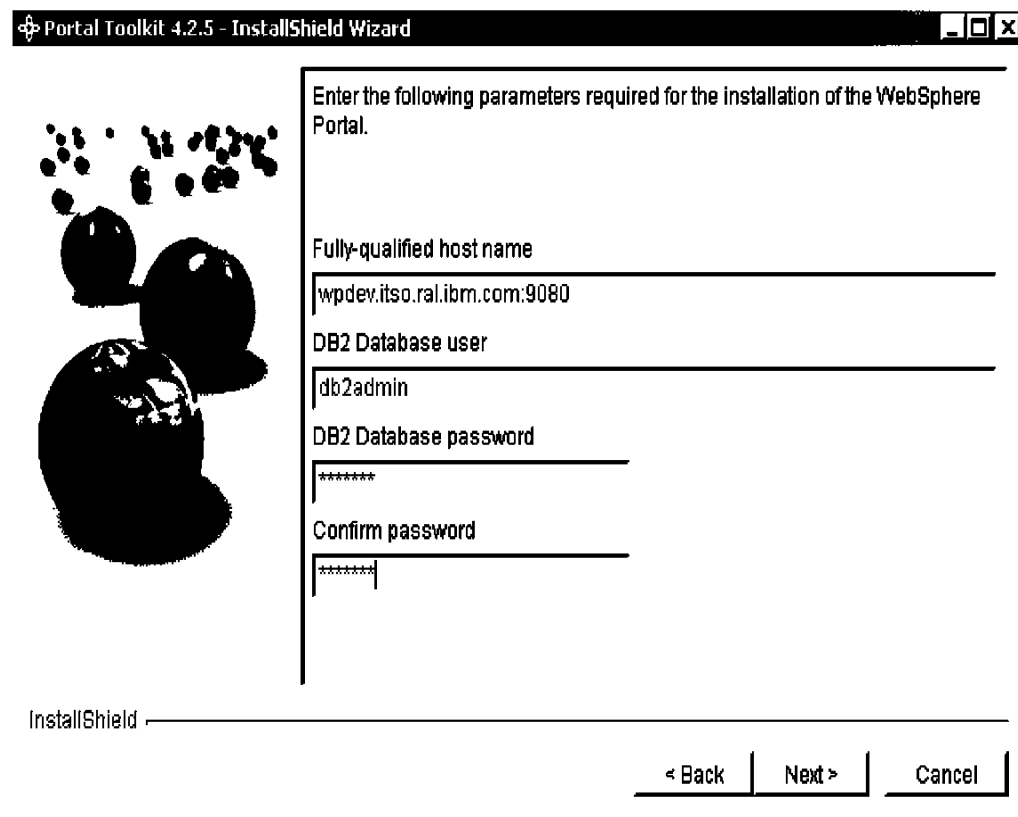 Portal Toolkit 4.2.5 - InstallShield Wizard
Enter the following parameters required for the installation of the WebSphere
Portal.
Fully-qualified host name
wpdev.itso.ral.ibm.com:9080
DB2 Database user
db2admin
DB2 Database password
*******
Confirm password
*******
InstallShield
< Back
Next >
Cancel